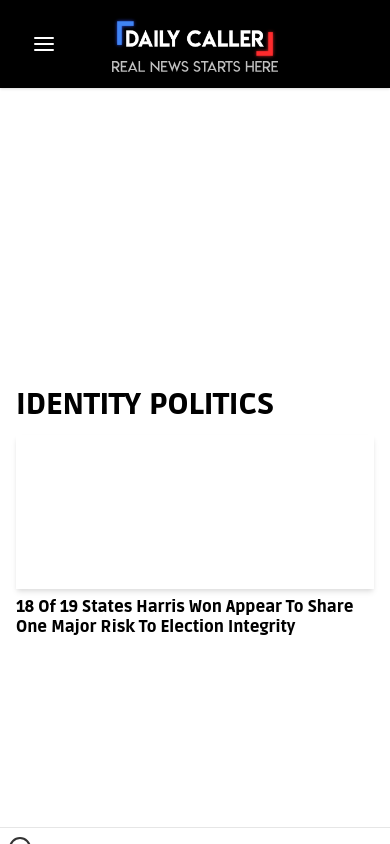 DAILY CALLER
REAL NEWS STARTS HERE
IDENTITY POLITICS
18 Of 19 States Harris Won Appear To Share
One Major Risk To Election Integrity